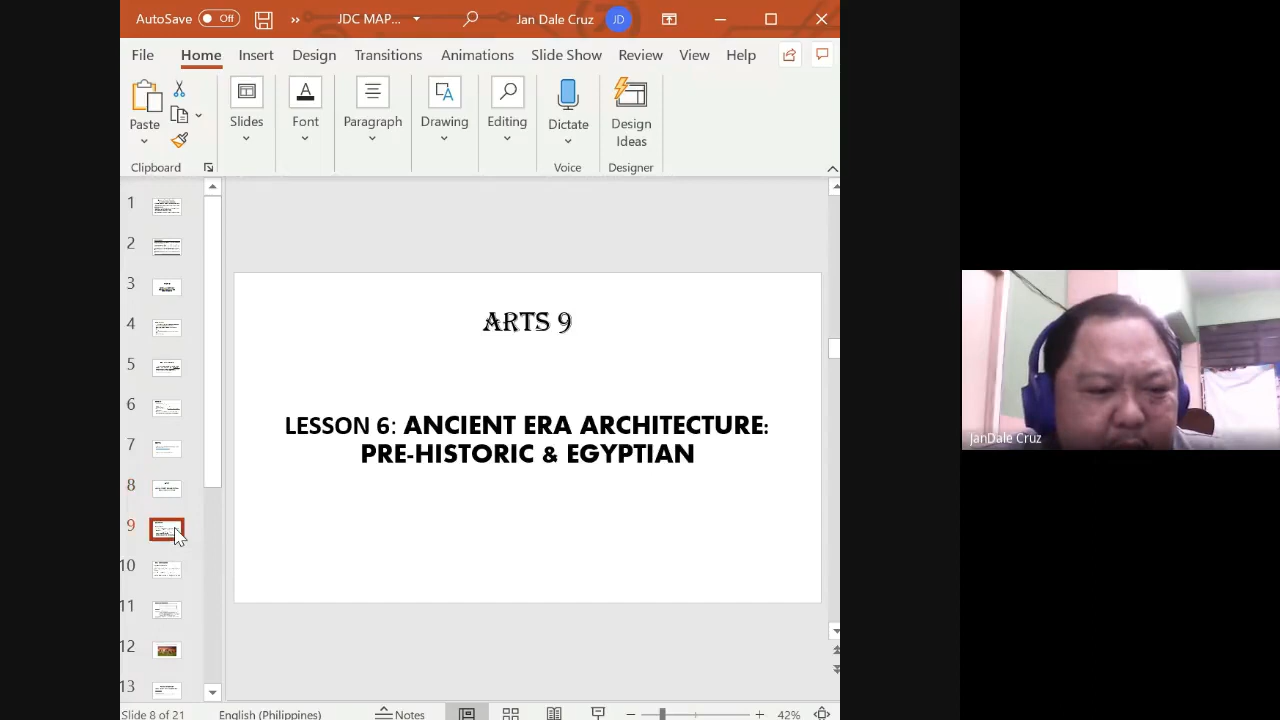 AutoSave Off JDC MAP... Jan Dale Cruz JD
File Home Insert Design Transitions Animations Slide Show Review View Help
Paste Slides Font Paragraph Drawing Editing Dictate Design Ideas
Clipboard Voice Designer
1
2
3
4
5
6
7
8
9
10
11
12
13
ARTS 9
LESSON 6: ANCIENT ERA ARCHITECTURE:
PRE-HISTORIC & EGYPTIAN
JanDale Cruz
Slide 8 of 21 English (Philippines) Notes 42%